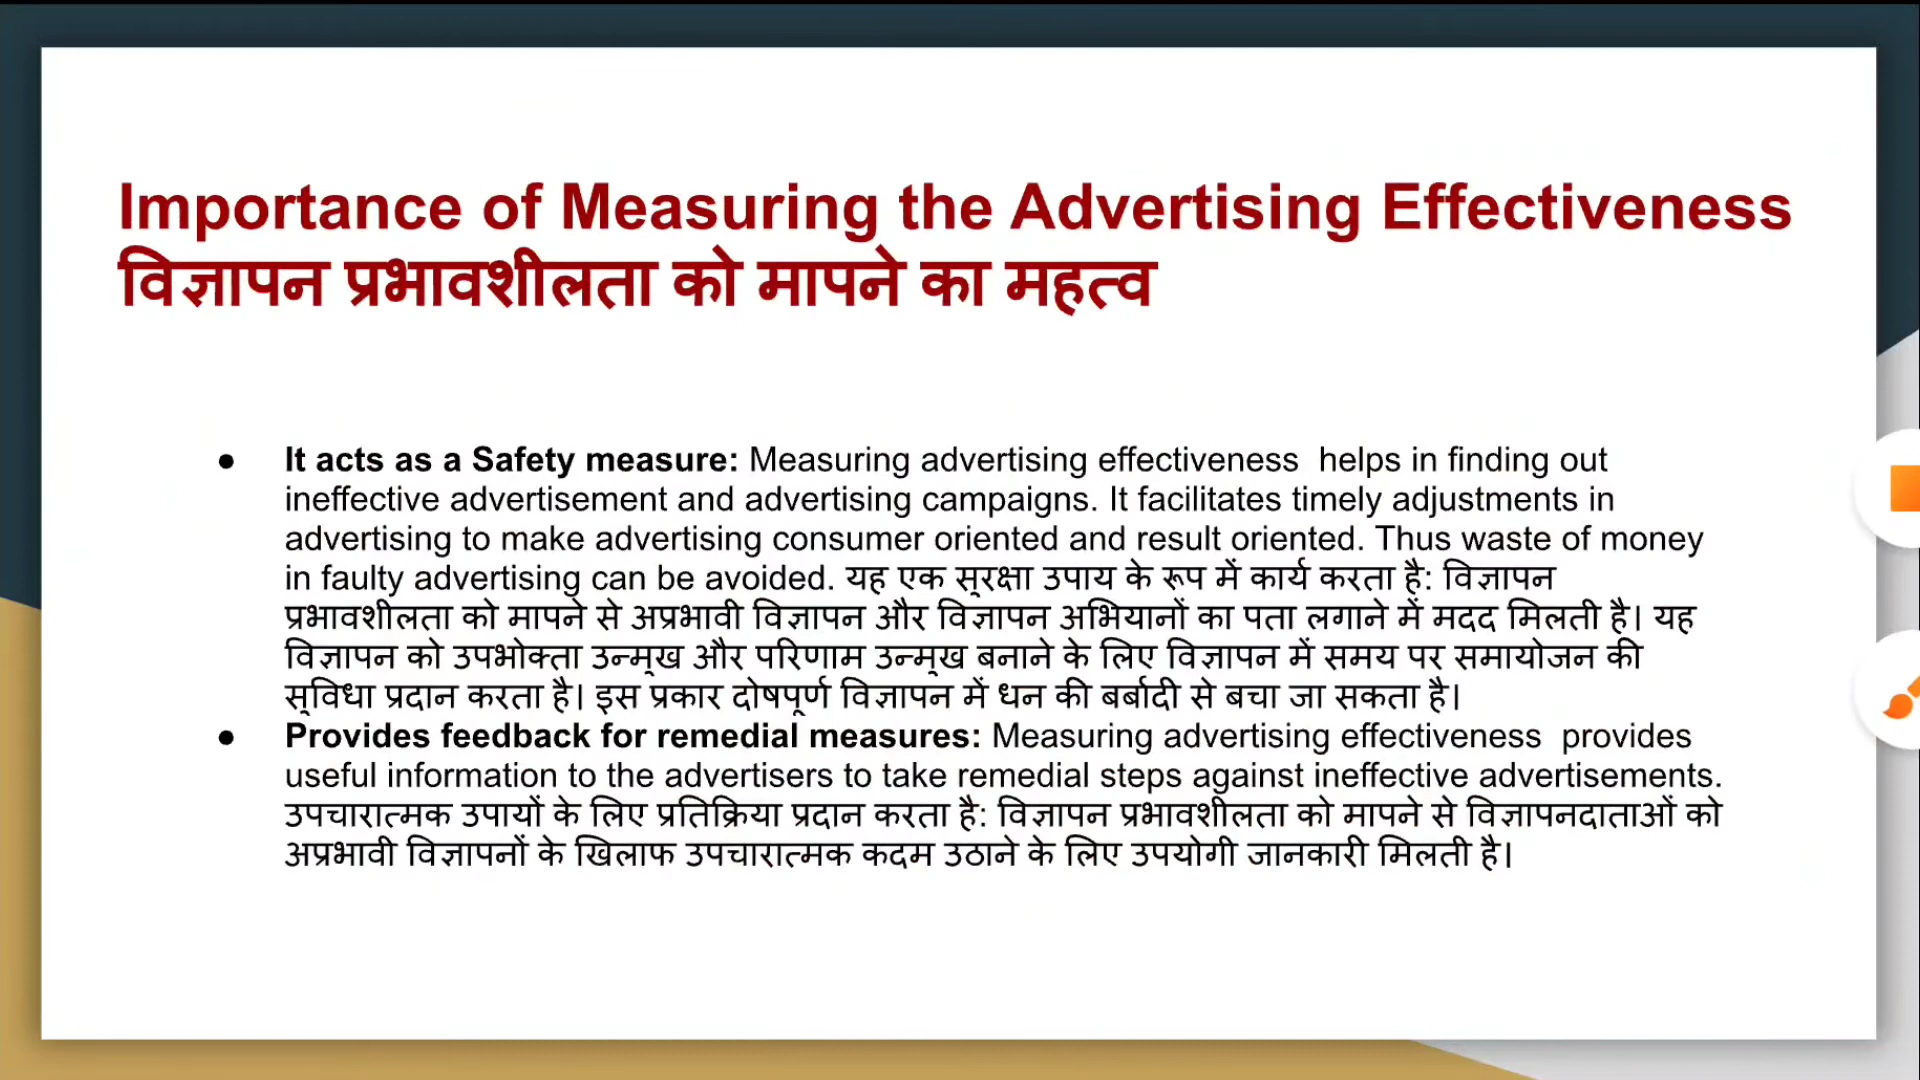 Importance of Measuring the Advertising Effectiveness
विज्ञापन प्रभावशीलता को मापने का महत्व
● It acts as a Safety measure: Measuring advertising effectiveness  helps in finding out
ineffective advertisement and advertising campaigns. It facilitates timely adjustments in
advertising to make advertising consumer oriented and result oriented. Thus waste of money
in faulty advertising can be avoided. यह एक सुरक्षा उपाय के रूप में कार्य करता है: विज्ञापन
प्रभावशीलता को मापने से अप्रभावी विज्ञापन और विज्ञापन अभियानों का पता लगाने में मदद मिलती है। यह
विज्ञापन को उपभोक्ता उन्मुख और परिणाम उन्मुख बनाने के लिए विज्ञापन में समय पर समायोजन की
सुविधा प्रदान करता है। इस प्रकार दोषपूर्ण विज्ञापन में धन की बर्बादी से बचा जा सकता है।
● Provides feedback for remedial measures: Measuring advertising effectiveness  provides
useful information to the advertisers to take remedial steps against ineffective advertisements.
उपचारात्मक उपायों के लिए प्रतिक्रिया प्रदान करता है: विज्ञापन प्रभावशीलता को मापने से विज्ञापनदाताओं को
अप्रभावी विज्ञापनों के खिलाफ उपचारात्मक कदम उठाने के लिए उपयोगी जानकारी मिलती है।